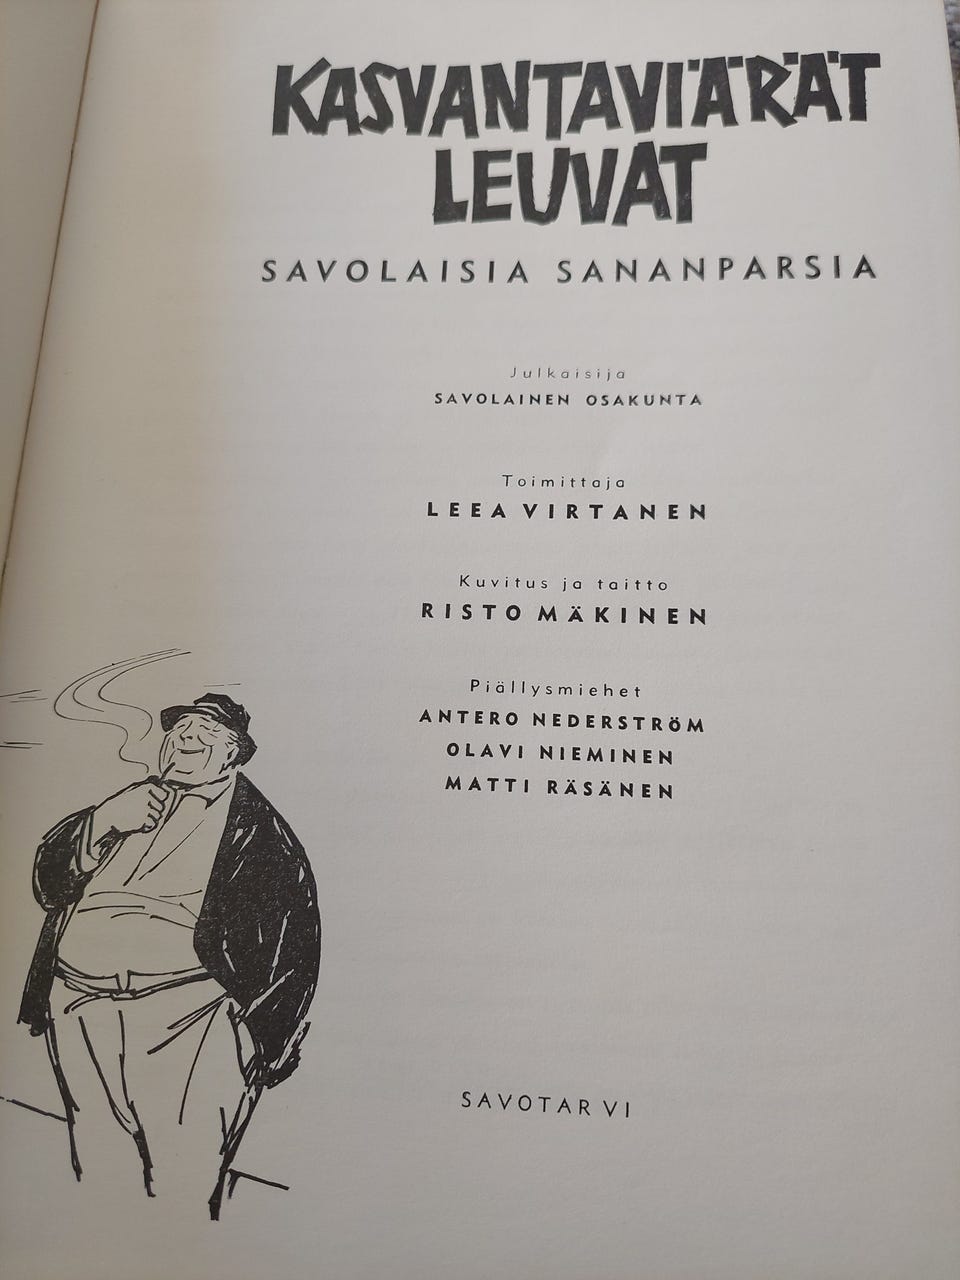 KASVANTAVIÄRÄT
LEUVAT
SAVOLAISIA SANANPARSIA
Julkaisija
SAVOLAINEN OSAKUNTA
Toimittaja
LEEA VIRTANEN
Kuvitus ja taitto
RISTO MÄKINEN
Piällysmiehet
ANTERO NEDERSTRÖM
OLAVI NIEMINEN
MATTI RÄSÄNEN
SAVOTAR VI